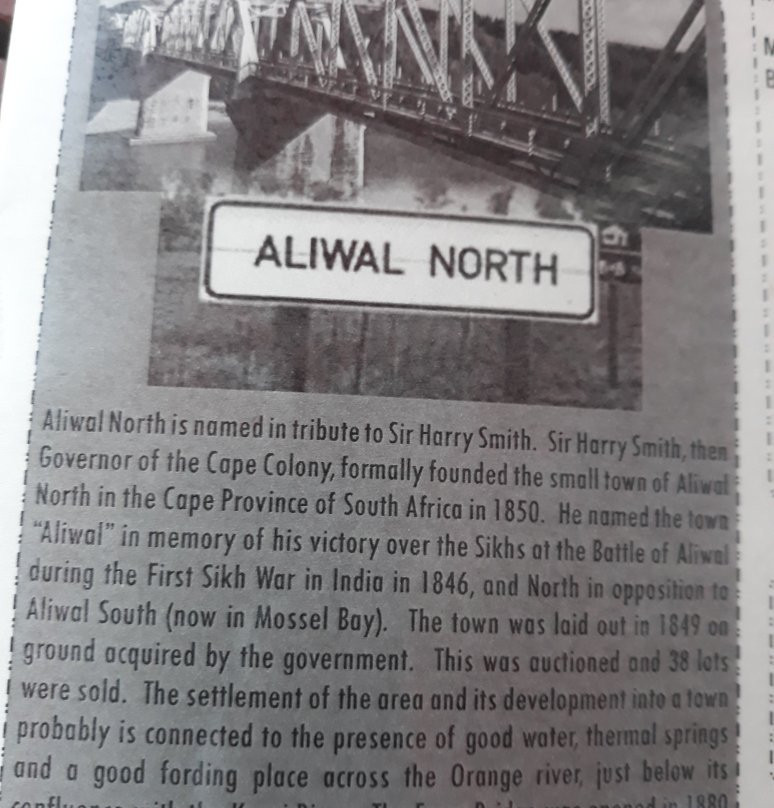 ALIWAL NORTH
Aliwal North is named in tribute to Sir Harry Smith. Sir Harry Smith, then
Governor of the Cape Colony, formally founded the small town of Aliwal
North in the Cape Province of South Africa in 1850. He named the town
"Aliwal" in memory of his victory over the Sikhs at the Battle of Aliwal
during the First Sikh War in India in 1846, and North in opposition to
Aliwal South (now in Mossel Bay). The town was laid out in 1849 on
ground acquired by the government. This was auctioned and 38 lots
were sold. The settlement of the area and its development into a town
probably is connected to the presence of good water, thermal springs
and a good fording place across the Orange river, just below its